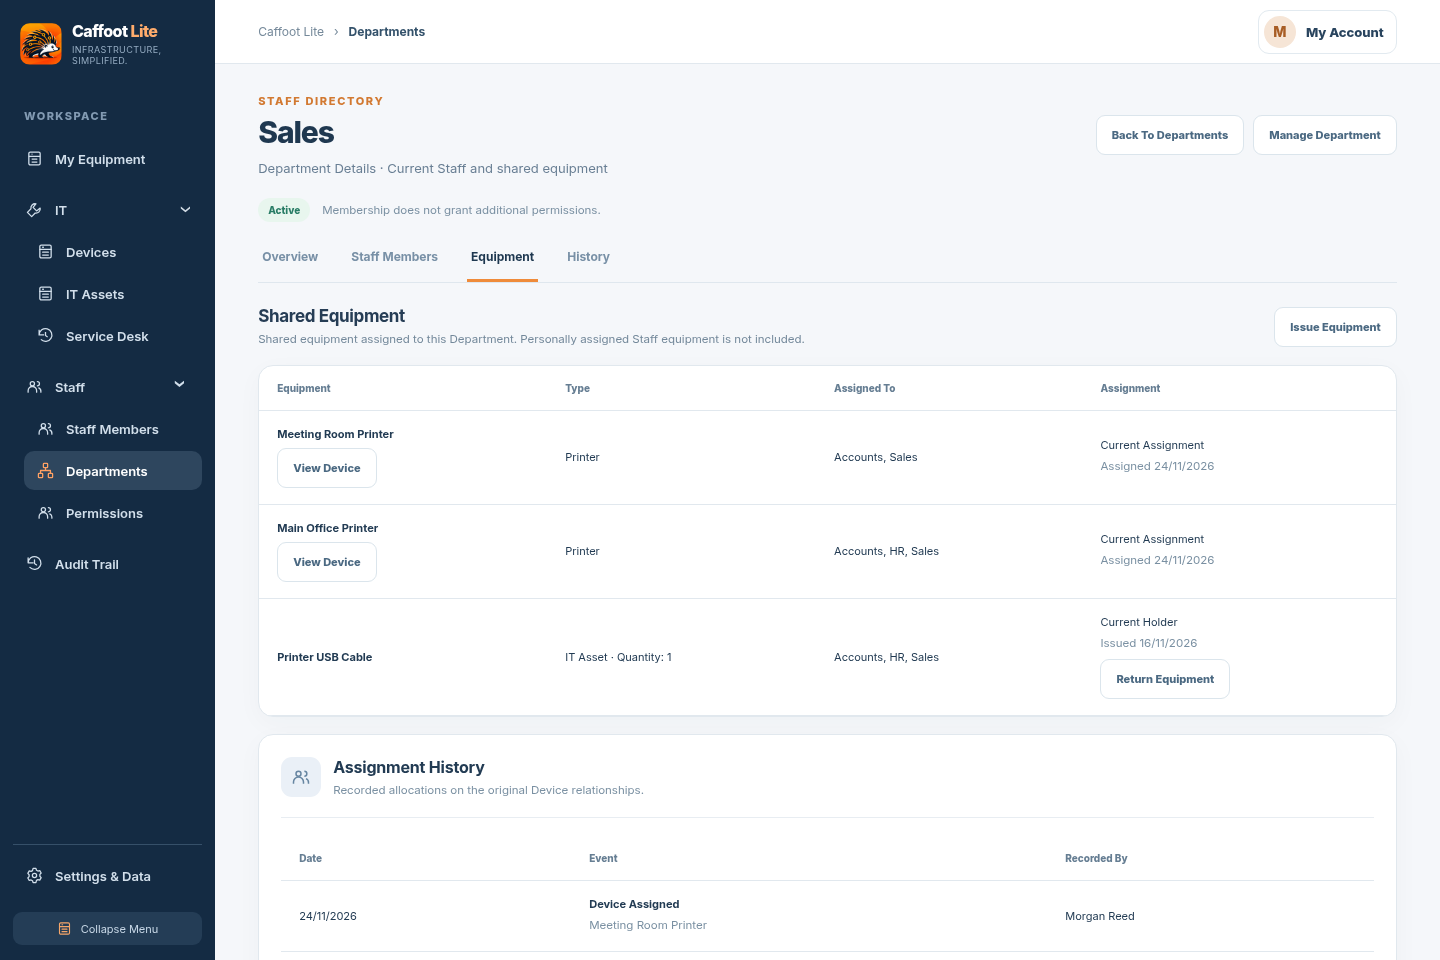 Caffoot Lite
INFRASTRUCTURE,
SIMPLIFIED.
WORKSPACE
My Equipment
IT
Devices
IT Assets
Service Desk
Staff
Staff Members
Departments
Permissions
Audit Trail
Settings & Data
Collapse Menu
Caffoot Lite › Departments
M My Account
STAFF DIRECTORY
Sales
Department Details · Current Staff and shared equipment
Back To Departments
Manage Department
Active Membership does not grant additional permissions.
Overview Staff Members Equipment History
Shared Equipment
Shared equipment assigned to this Department. Personally assigned Staff equipment is not included.
Issue Equipment
Equipment Type Assigned To Assignment
Meeting Room Printer
View Device
Printer
Accounts, Sales
Current Assignment
Assigned 24/11/2026
Main Office Printer
View Device
Printer
Accounts, HR, Sales
Current Assignment
Assigned 24/11/2026
Printer USB Cable
IT Asset · Quantity: 1
Accounts, HR, Sales
Current Holder
Issued 16/11/2026
Return Equipment
Assignment History
Recorded allocations on the original Device relationships.
Date Event Recorded By
24/11/2026
Device Assigned
Meeting Room Printer
Morgan Reed